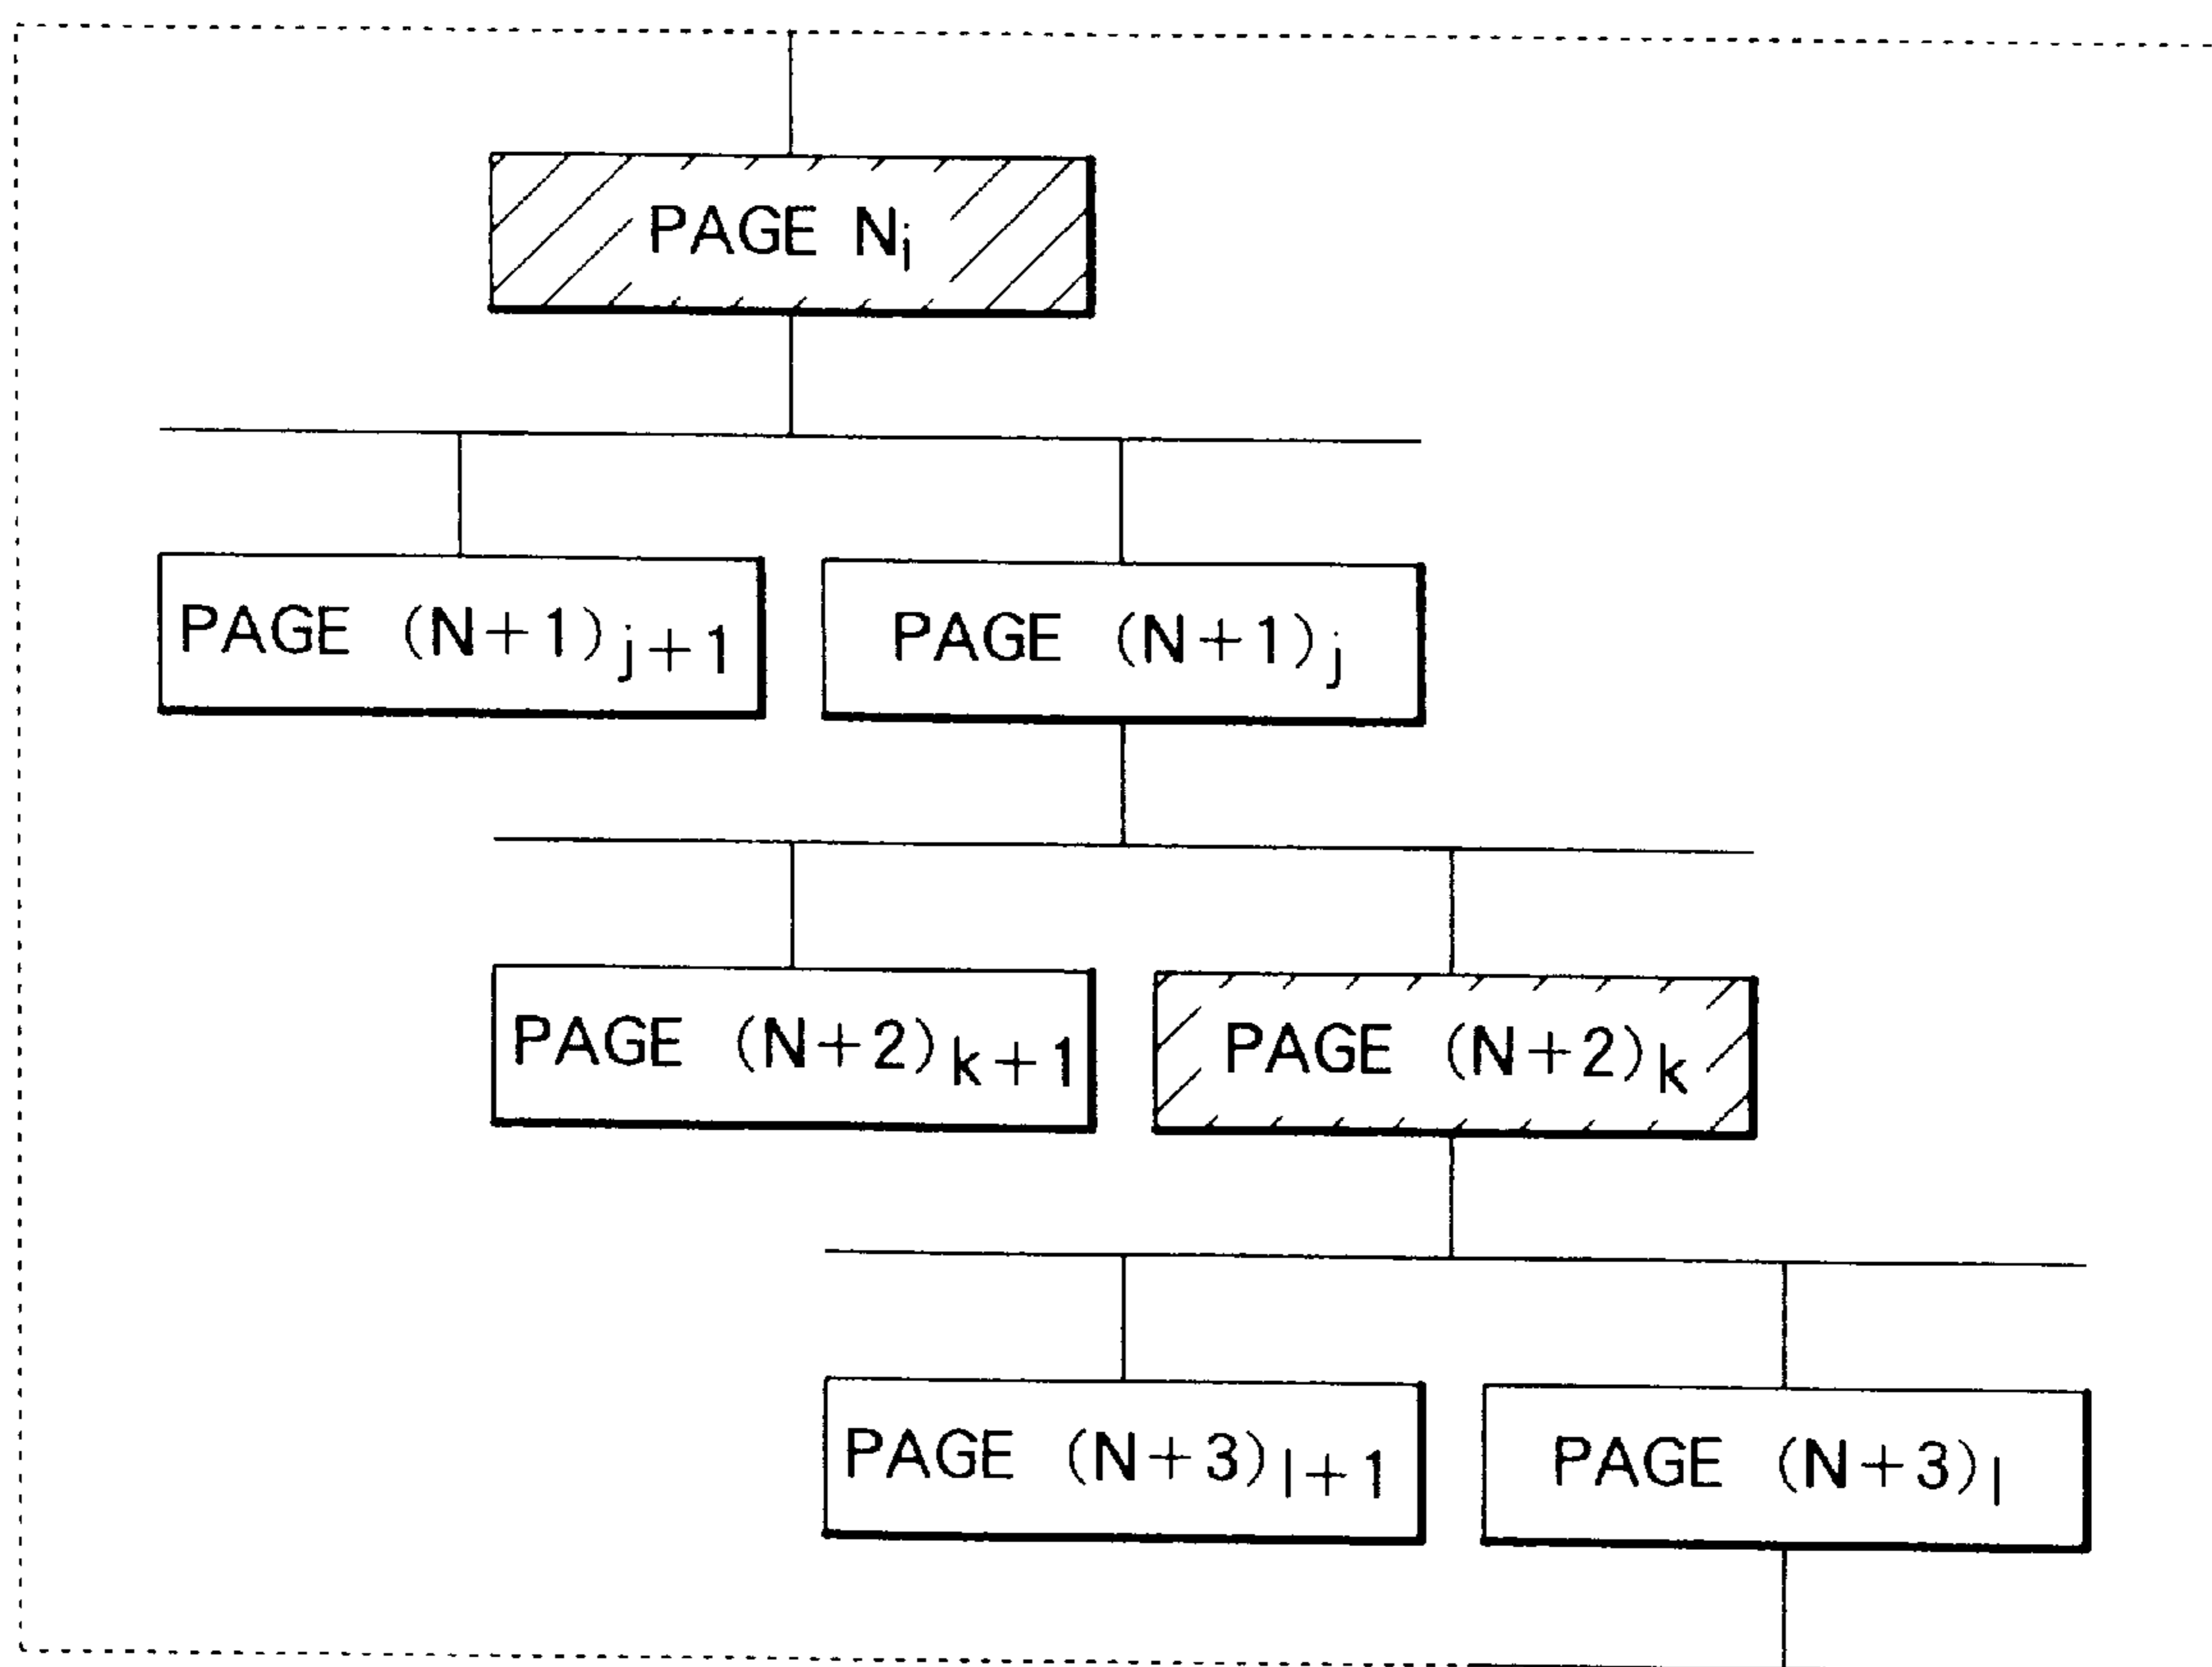 PAGE Nᵢ
PAGE (N+1)ⱼ₊₁ PAGE (N+1)ⱼ
PAGE (N+2)ₖ₊₁ PAGE (N+2)ₖ
PAGE (N+3)ₗ₊₁ PAGE (N+3)ₗ